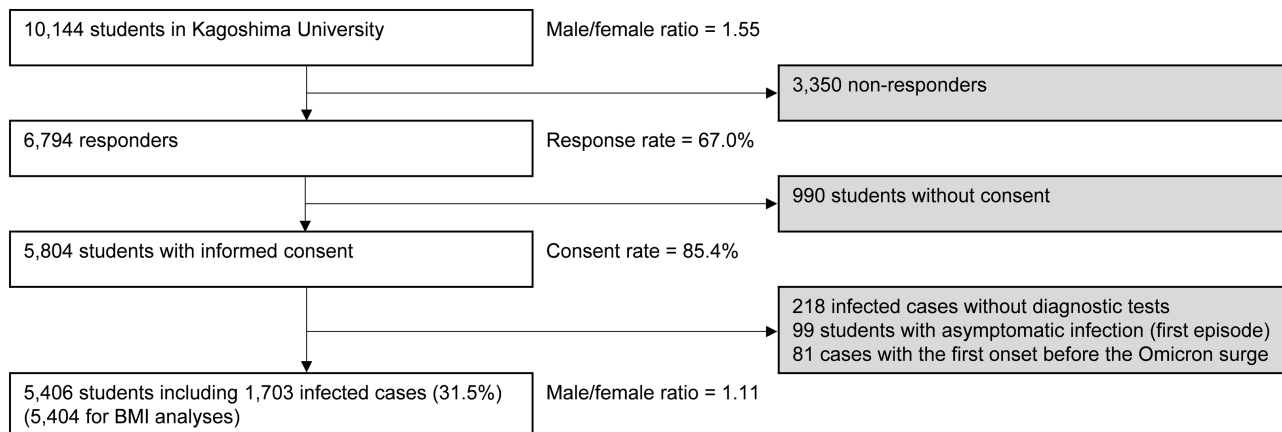 10,144 students in Kagoshima University
Male/female ratio = 1.55
3,350 non-responders
6,794 responders
Response rate = 67.0%
990 students without consent
5,804 students with informed consent
Consent rate = 85.4%
218 infected cases without diagnostic tests
99 students with asymptomatic infection (first episode)
81 cases with the first onset before the Omicron surge
5,406 students including 1,703 infected cases (31.5%)
(5,404 for BMI analyses)
Male/female ratio = 1.11